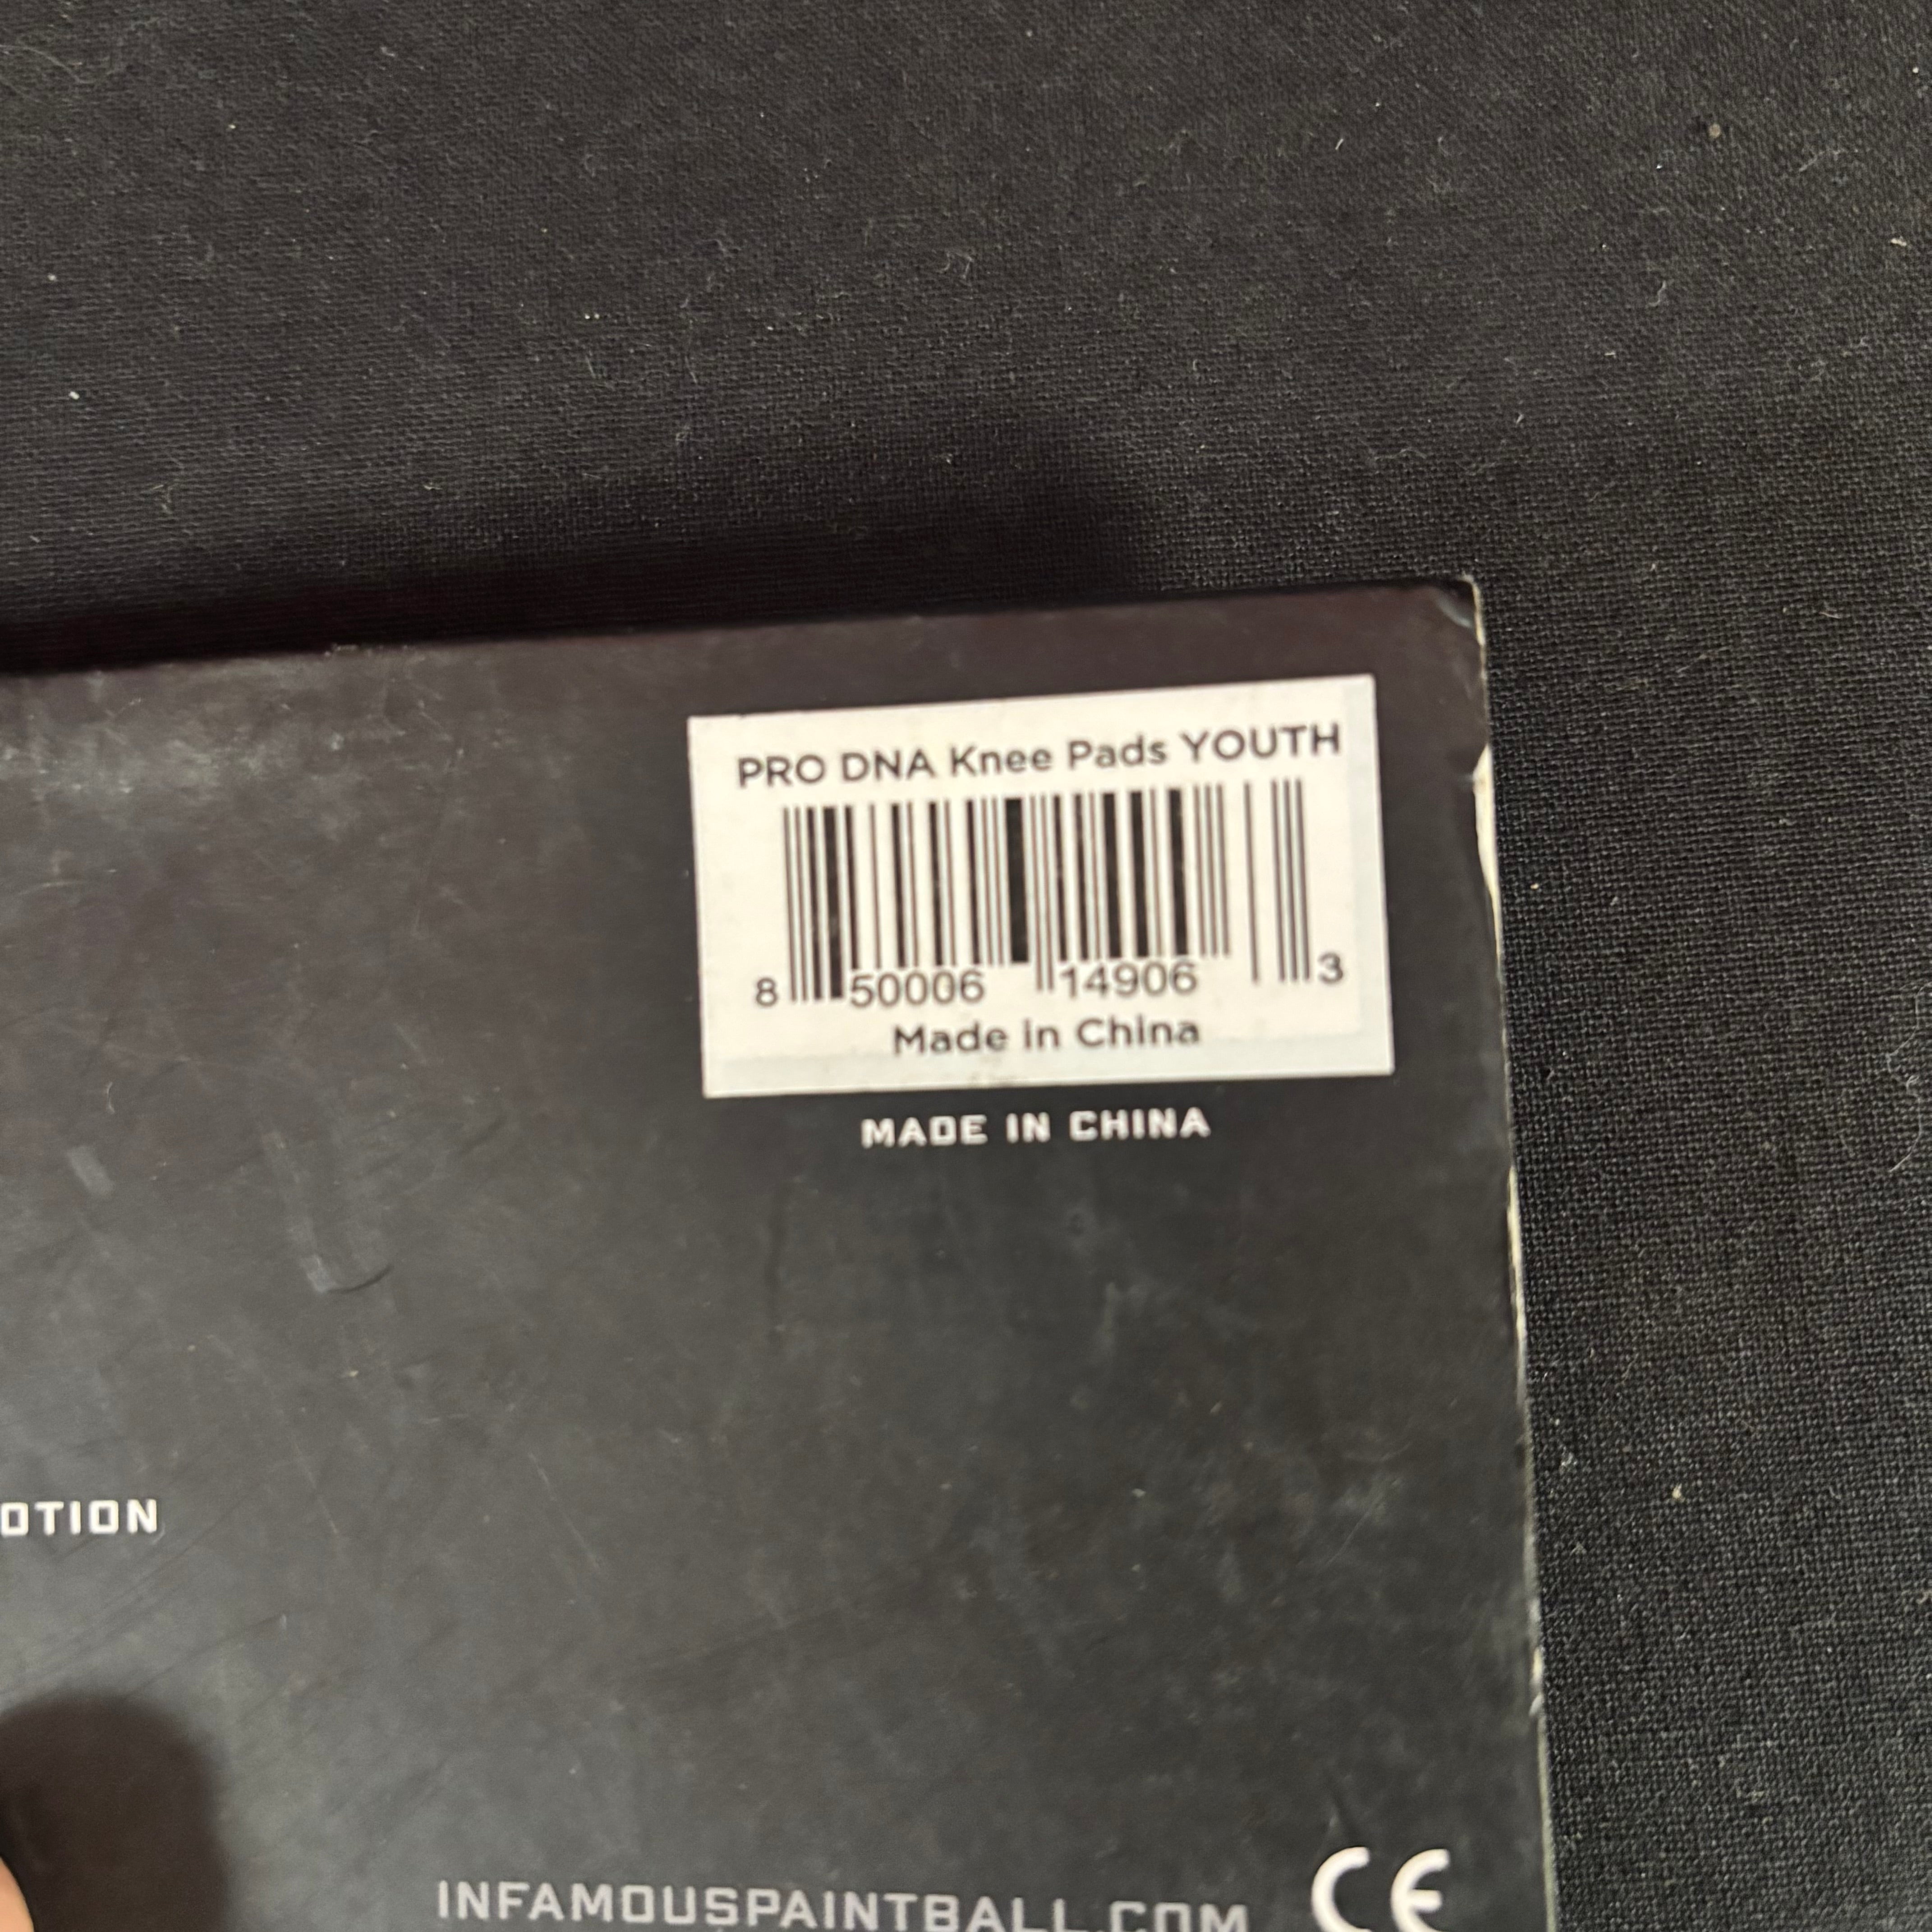 PRO DNA Knee Pads YOUTH
8 50006 14906 3
Made in China
MADE IN CHINA
OTION
INFAMOUSPAINTBALL.COM CE